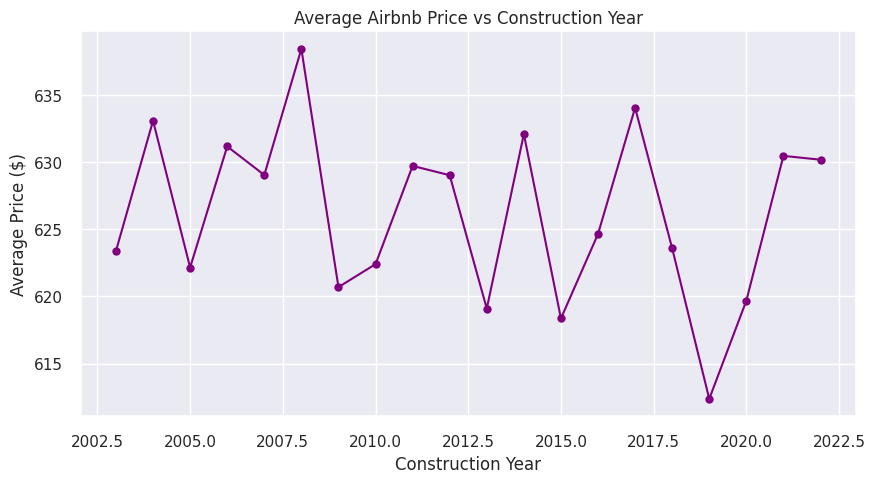 Average Airbnb Price vs Construction Year
Average Price ($)
635
630
625
620
615
2002.5 2005.0 2007.5 2010.0 2012.5 2015.0 2017.5 2020.0 2022.5
Construction Year